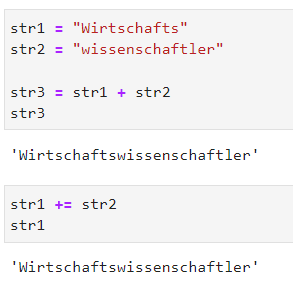 str1 = "Wirtschafts"
str2 = "wissenschaftler"
str3 = str1 + str2
str3
'Wirtschaftswissenschaftler'
str1 += str2
str1
'Wirtschaftswissenschaftler'